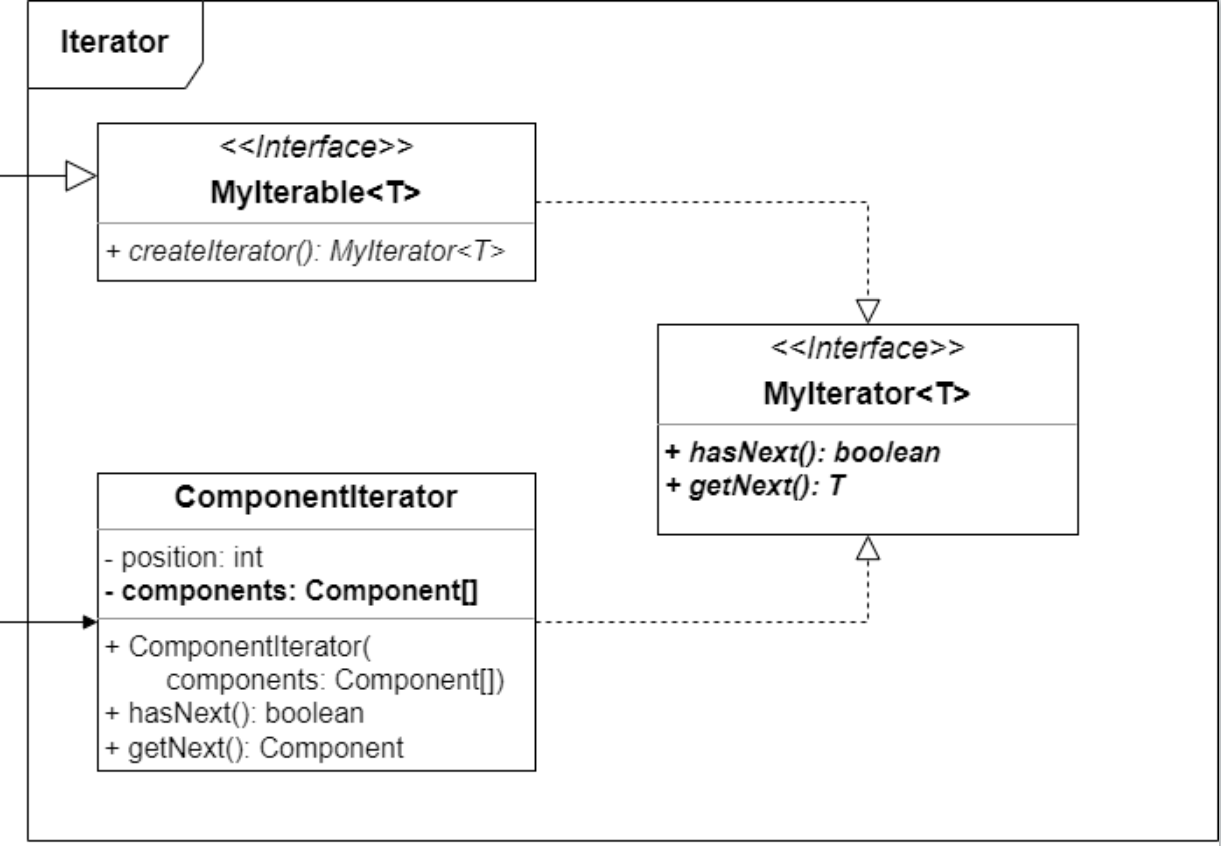 Iterator
<<Interface>>
MyIterable<T>
+ createIterator(): MyIterator<T>
<<Interface>>
MyIterator<T>
+ hasNext(): boolean
+ getNext(): T
ComponentIterator
- position: int
- components: Component[]
+ ComponentIterator(
components: Component[])
+ hasNext(): boolean
+ getNext(): Component